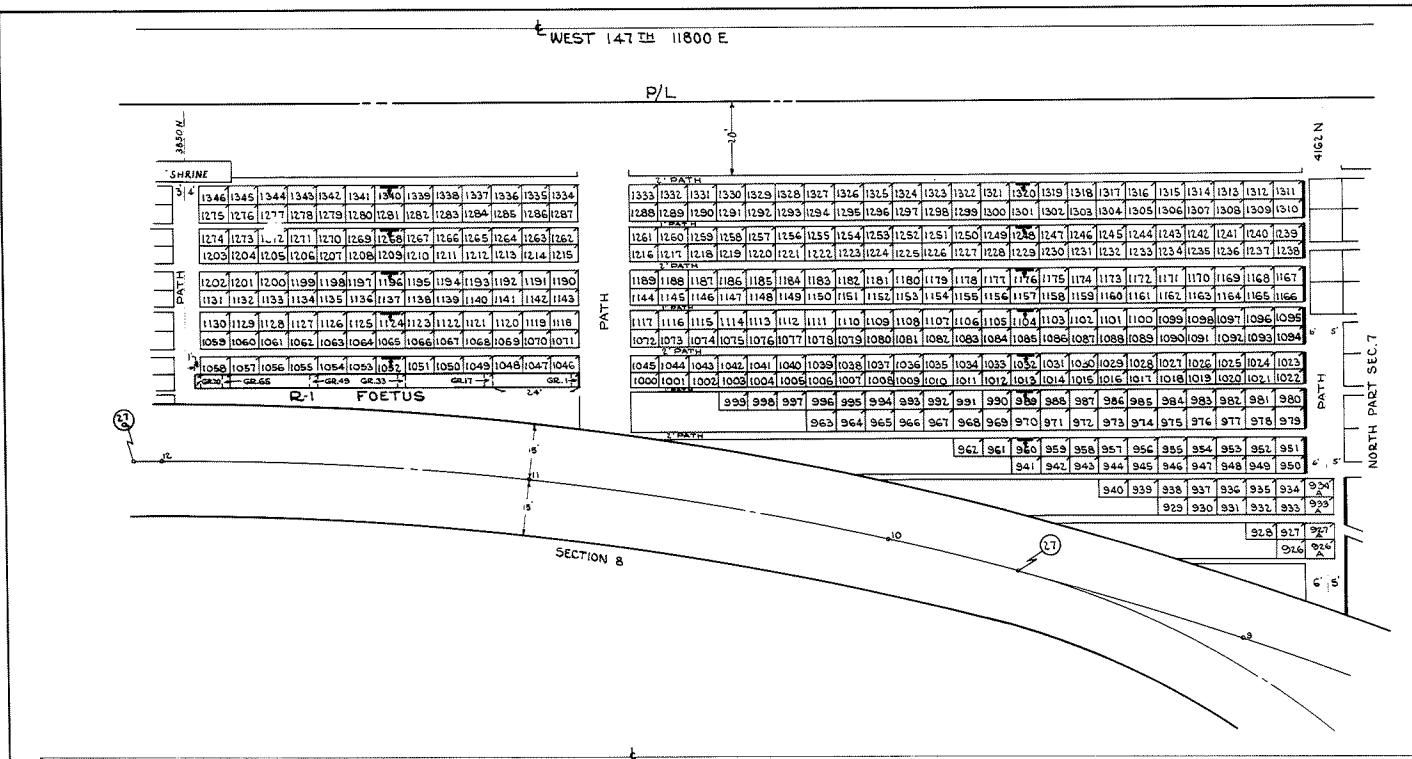 WEST 147 TH 11800 E
P/L
3850 N
20'
4162 N
SHRINE
3' 4'
2' PATH
1346 1345 1344 1343 1342 1341 1340 1339 1338 1337 1336 1335 1334 1333 1332 1331 1330 1329 1328 1327 1326 1325 1324 1323 1322 1321 1320 1319 1318 1317 1316 1315 1314 1313 1312 1311
1275 1276 1277 1278 1279 1280 1281 1282 1283 1284 1285 1286 1287 1288 1289 1290 1291 1292 1293 1294 1295 1296 1297 1298 1299 1300 1301 1302 1303 1304 1305 1306 1307 1308 1309 1310
1' PATH
1274 1273 1271 1270 1269 1268 1267 1266 1265 1264 1263 1262 1261 1260 1259 1258 1257 1256 1255 1254 1253 1252 1251 1250 1249 1248 1247 1246 1245 1244 1243 1242 1241 1240 1239
1203 1204 1205 1206 1207 1208 1209 1210 1211 1212 1213 1214 1215 1216 1217 1218 1219 1220 1221 1222 1223 1224 1225 1226 1227 1228 1229 1230 1231 1232 1233 1234 1235 1236 1237 1238
2' PATH
1202 1201 1200 1199 1198 1197 1196 1195 1194 1193 1192 1191 1190 1189 1188 1187 1186 1185 1184 1183 1182 1181 1180 1179 1178 1177 1176 1175 1174 1173 1172 1171 1170 1169 1168 1167
1131 1132 1133 1134 1135 1136 1137 1138 1139 1140 1141 1142 1143 1144 1145 1146 1147 1148 1149 1150 1151 1152 1153 1154 1155 1156 1157 1158 1159 1160 1161 1162 1163 1164 1165 1166
PATH
PATH
1' PATH
1130 1129 1128 1127 1126 1125 1124 1123 1122 1121 1120 1119 1118 1117 1116 1115 1114 1113 1112 1111 1110 1109 1108 1107 1106 1105 1104 1103 1102 1101 1100 1099 1098 1097 1096 1095
1059 1060 1061 1062 1063 1064 1065 1066 1067 1068 1069 1070 1071 1072 1073 1074 1075 1076 1077 1078 1079 1080 1081 1082 1083 1084 1085 1086 1087 1088 1089 1090 1091 1092 1093 1094
6' 5'
2' PATH
1058 1057 1056 1055 1054 1053 1052 1051 1050 1049 1048 1047 1046 1045 1044 1043 1042 1041 1040 1039 1038 1037 1036 1035 1034 1033 1032 1031 1030 1029 1028 1027 1026 1025 1024 1023
GR.70 GR.65 GR.49 GR.33 GR.17 GR.1
1000 1001 1002 1003 1004 1005 1006 1007 1008 1009 1010 1011 1012 1013 1014 1015 1016 1017 1018 1019 1020 1021 1022
1' PATH
R-1 FOETUS
24'
999 998 997 996 995 994 993 992 991 990 989 988 987 986 985 984 983 982 981 980
963 964 965 966 967 968 969 970 971 972 973 974 975 976 977 978 979
PATH
NORTH PART SEC. 7
2' PATH
962 961 960 959 958 957 956 955 954 953 952 951
941 942 943 944 945 946 947 948 949 950
6' 5'
27
12
15'
11
15'
940 939 938 937 936 935 934 934 A
929 930 931 932 933 933 A
928 927 927 A
926 926 A
10
27
SECTION 8
6' 5'
9